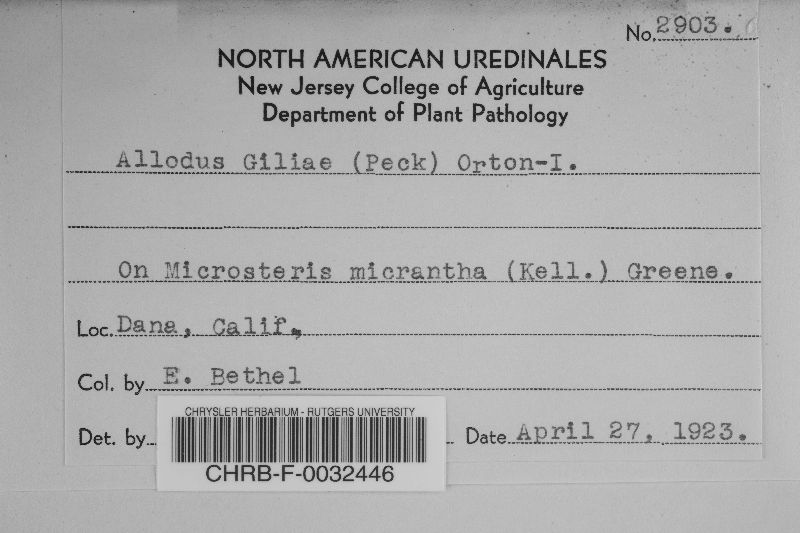 No. 2903.
NORTH AMERICAN UREDINALES
New Jersey College of Agriculture
Department of Plant Pathology
Allodus Giliae (Peck) Orton-I.
On Microsteris micrantha (Kell.) Greene.
Loc. Dana, Calif.
Col. by E. Bethel
Det. by Date April 27, 1923.
CHRYSLER HERBARIUM - RUTGERS UNIVERSITY
CHRB-F-0032446